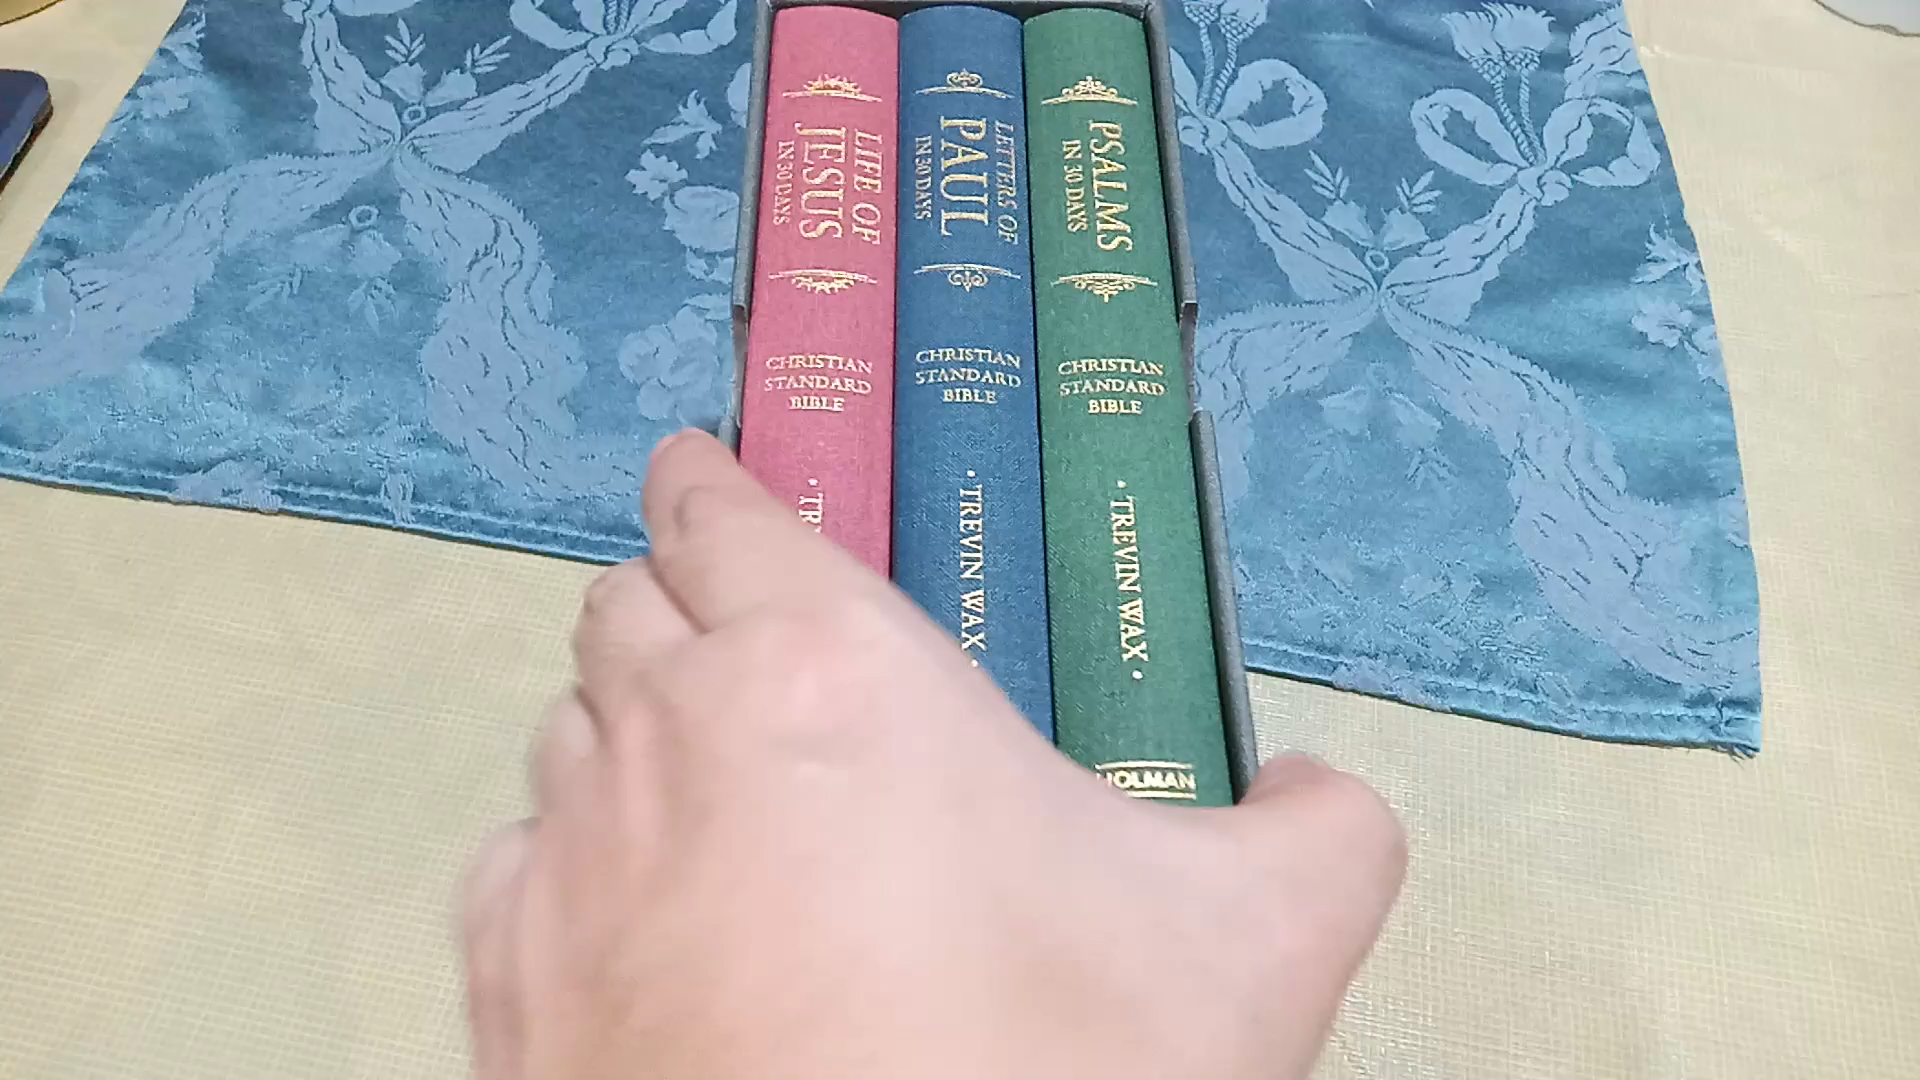 LIFE OF
JESUS
IN 30 DAYS
CHRISTIAN
STANDARD
BIBLE
LETTERS OF
PAUL
IN 30 DAYS
CHRISTIAN
STANDARD
BIBLE
• TREVIN WAX •
PSALMS
IN 30 DAYS
CHRISTIAN
STANDARD
BIBLE
• TREVIN WAX •
HOLMAN